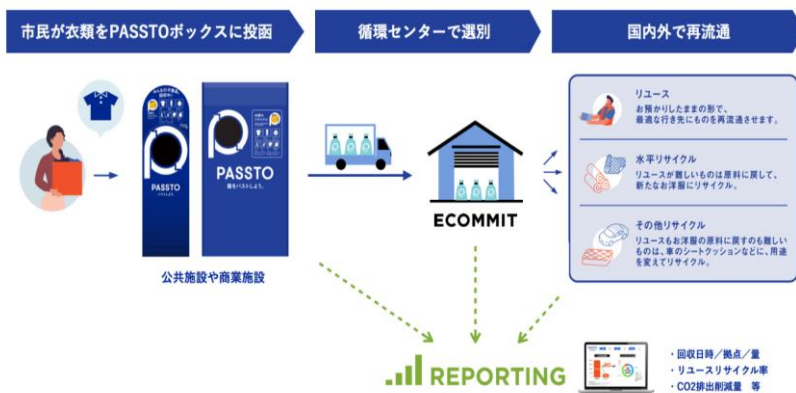 市民が衣類をPASSTOボックスに投函
循環センターで選別
国内外で再流通
PASSTO
PASSTO
服をパストしよう。
公共施設や商業施設
ECOMMIT
リユース
お預かりしたままの形で、
最適な行き先にものを再流通させます。
水平リサイクル
リユースが難しいものは原料に戻して、
新たなお洋服にリサイクル。
その他リサイクル
リユースもお洋服の原料に戻すのも難しい
ものは、車のシートクッションなどに、用途
を変えてリサイクル。
REPORTING
・回収日時／拠点／量
・リユースリサイクル率
・CO2排出削減量　等